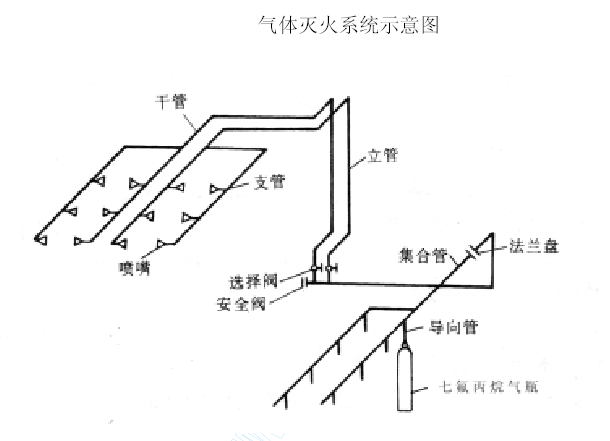 气体灭火系统示意图
干管
立管
支管
喷嘴
选择阀
集合管
法兰盘
安全阀
导向管
七氟丙烷气瓶